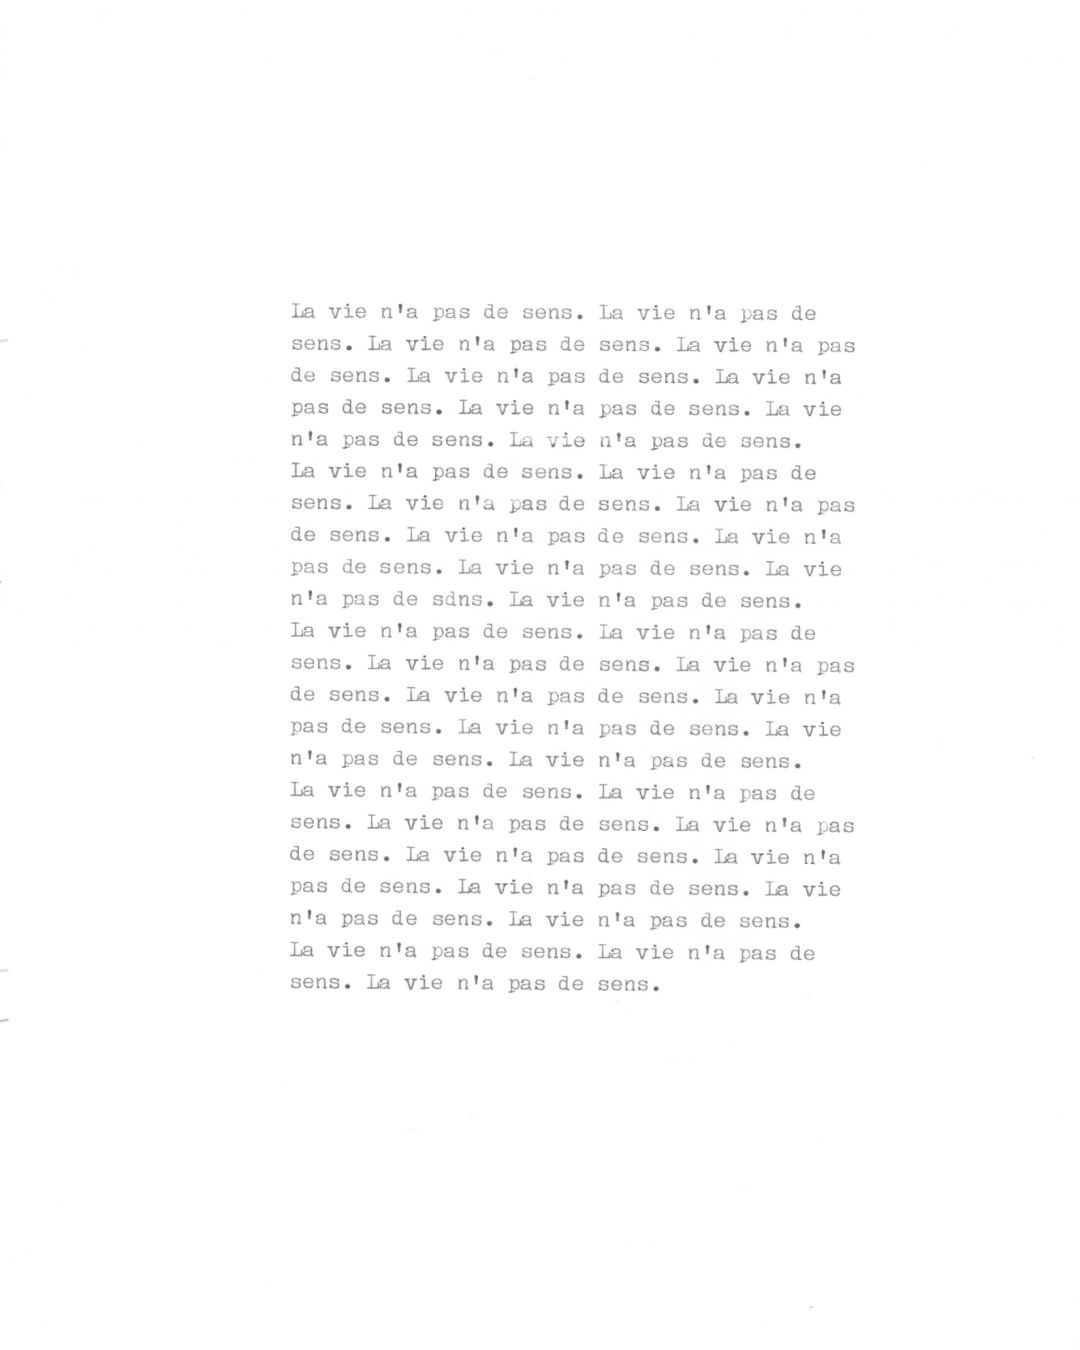 La vie n'a pas de sens. La vie n'a pas de
sens. La vie n'a pas de sens. La vie n'a pas
de sens. La vie n'a pas de sens. La vie n'a
pas de sens. La vie n'a pas de sens. La vie
n'a pas de sens. La vie n'a pas de sens.
La vie n'a pas de sens. La vie n'a pas de
sens. La vie n'a pas de sens. La vie n'a pas
de sens. La vie n'a pas de sens. La vie n'a
pas de sens. La vie n'a pas de sens. La vie
n'a pas de sdns. La vie n'a pas de sens.
La vie n'a pas de sens. La vie n'a pas de
sens. La vie n'a pas de sens. La vie n'a pas
de sens. La vie n'a pas de sens. La vie n'a
pas de sens. La vie n'a pas de sens. La vie
n'a pas de sens. La vie n'a pas de sens.
La vie n'a pas de sens. La vie n'a pas de
sens. La vie n'a pas de sens. La vie n'a pas
de sens. La vie n'a pas de sens. La vie n'a
pas de sens. La vie n'a pas de sens. La vie
n'a pas de sens. La vie n'a pas de sens.
La vie n'a pas de sens. La vie n'a pas de
sens. La vie n'a pas de sens.